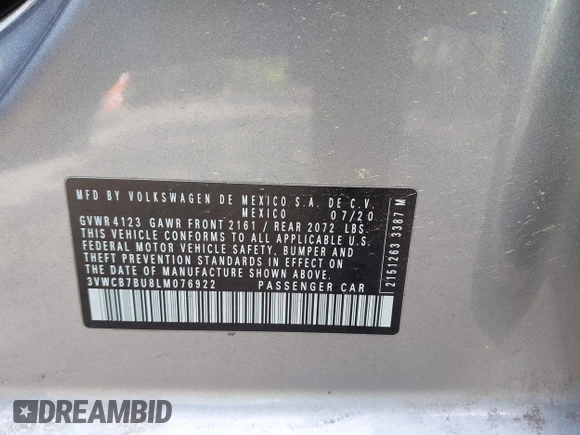 MFD BY VOLKSWAGEN DE MEXICO S.A. DE C.V.
MEXICO 07/20
GVWR 4123 GAWR FRONT 2161 / REAR 2072 LBS
THIS VEHICLE CONFORMS TO ALL APPLICABLE U.S.
FEDERAL MOTOR VEHICLE SAFETY, BUMPER AND
THEFT PREVENTION STANDARDS IN EFFECT ON
THE DATE OF MANUFACTURE SHOWN ABOVE.
3VWCB7BU8LM076922 PASSENGER CAR
2151263 3387 M
DREAMBID